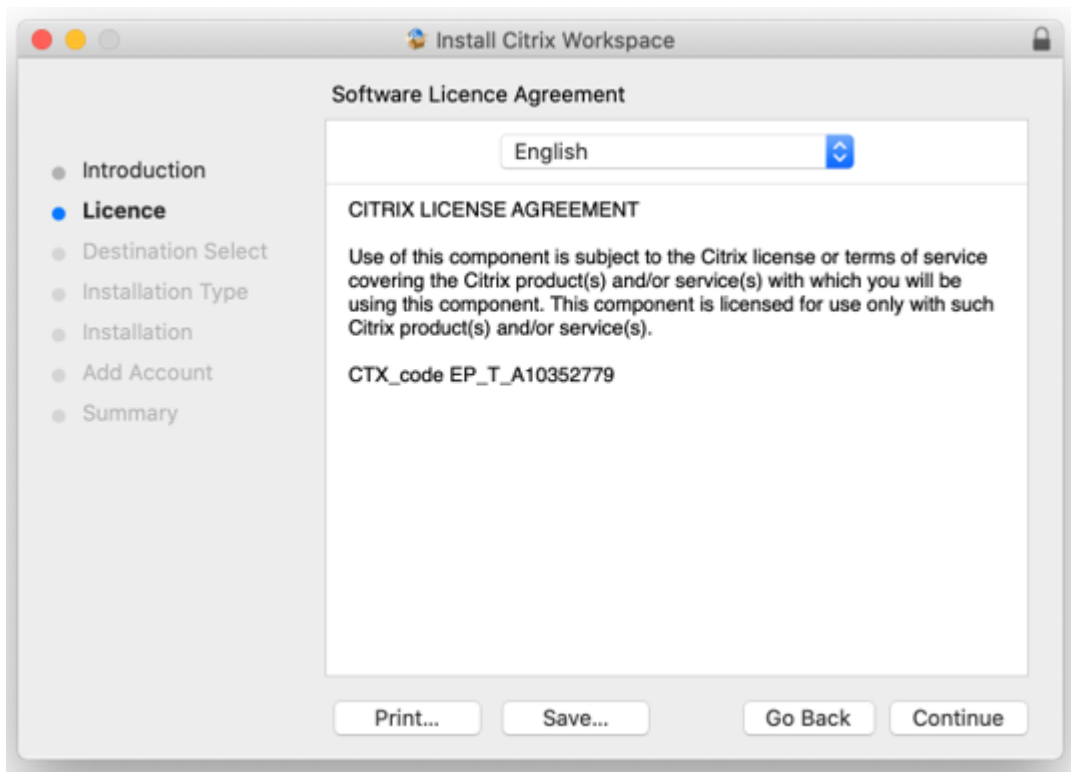 Install Citrix Workspace
Software Licence Agreement
Introduction
Licence
Destination Select
Installation Type
Installation
Add Account
Summary
English
CITRIX LICENSE AGREEMENT
Use of this component is subject to the Citrix license or terms of service
covering the Citrix product(s) and/or service(s) with which you will be
using this component. This component is licensed for use only with such
Citrix product(s) and/or service(s).
CTX_code EP_T_A10352779
Print...
Save...
Go Back
Continue